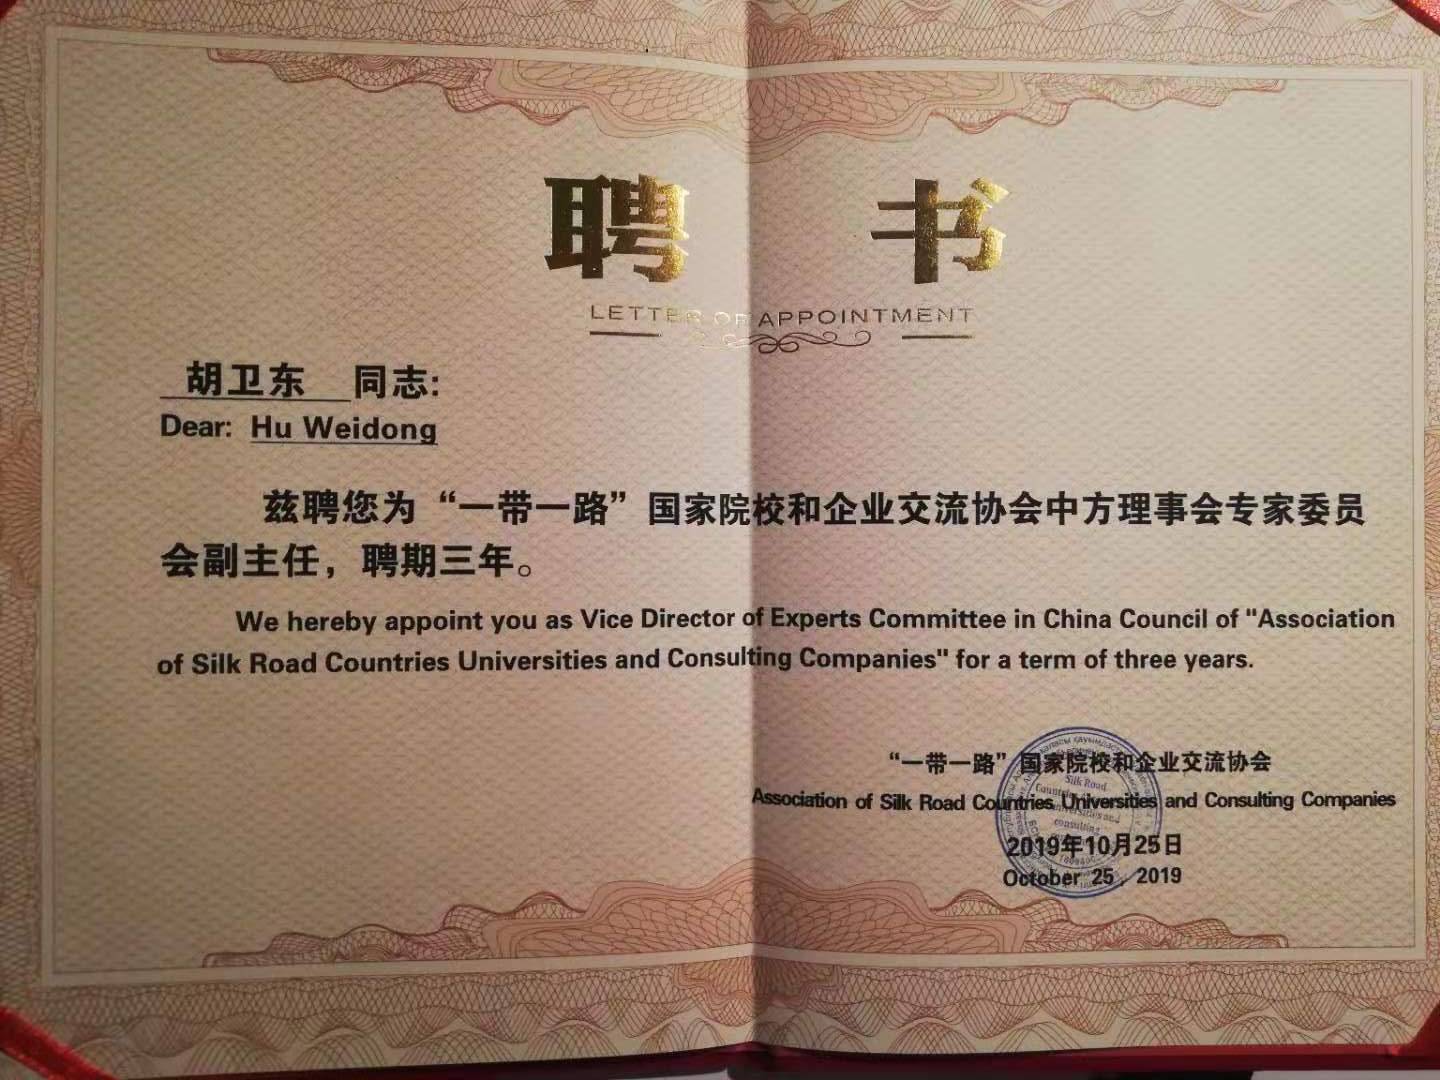 聘 书
LETTER OF APPOINTMENT
胡卫东 同志:
Dear: Hu Weidong
兹聘您为“一带一路”国家院校和企业交流协会中方理事会专家委员
会副主任，聘期三年。
We hereby appoint you as Vice Director of Experts Committee in China Council of "Association
of Silk Road Countries Universities and Consulting Companies" for a term of three years.
“一带一路”国家院校和企业交流协会
Association of Silk Road Countries Universities and Consulting Companies
2019年10月25日
October 25, 2019
Silk Road
Countries
Universities and
consulting